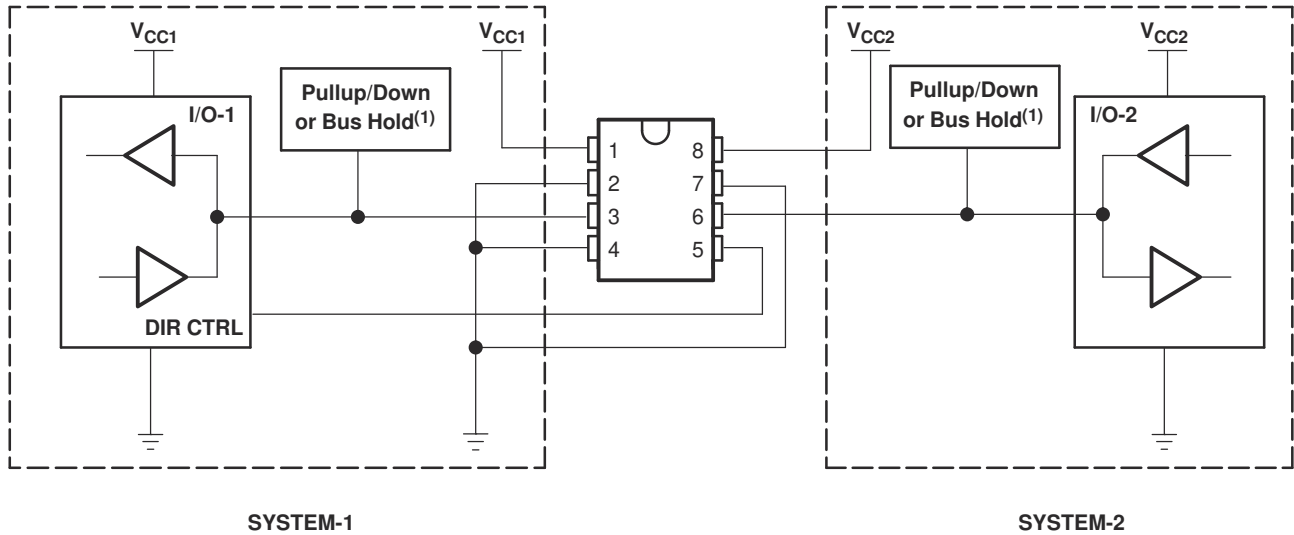 VCC1
VCC1
VCC2
VCC2
Pullup/Down
or Bus Hold(1)
Pullup/Down
or Bus Hold(1)
I/O-1
I/O-2
1
8
2
7
3
6
4
5
DIR CTRL
SYSTEM-1
SYSTEM-2